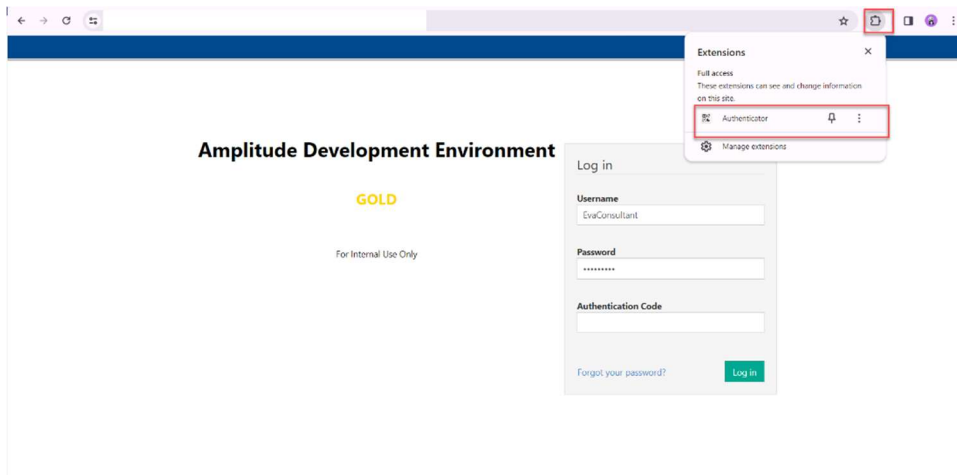 Extensions
Full access
These extensions can see and change information
on this site.
Authenticator
Manage extensions
Amplitude Development Environment
GOLD
For Internal Use Only
Log in
Username
EvaConsultant
Password
•••••••••
Authentication Code
Forgot your password?
Log in